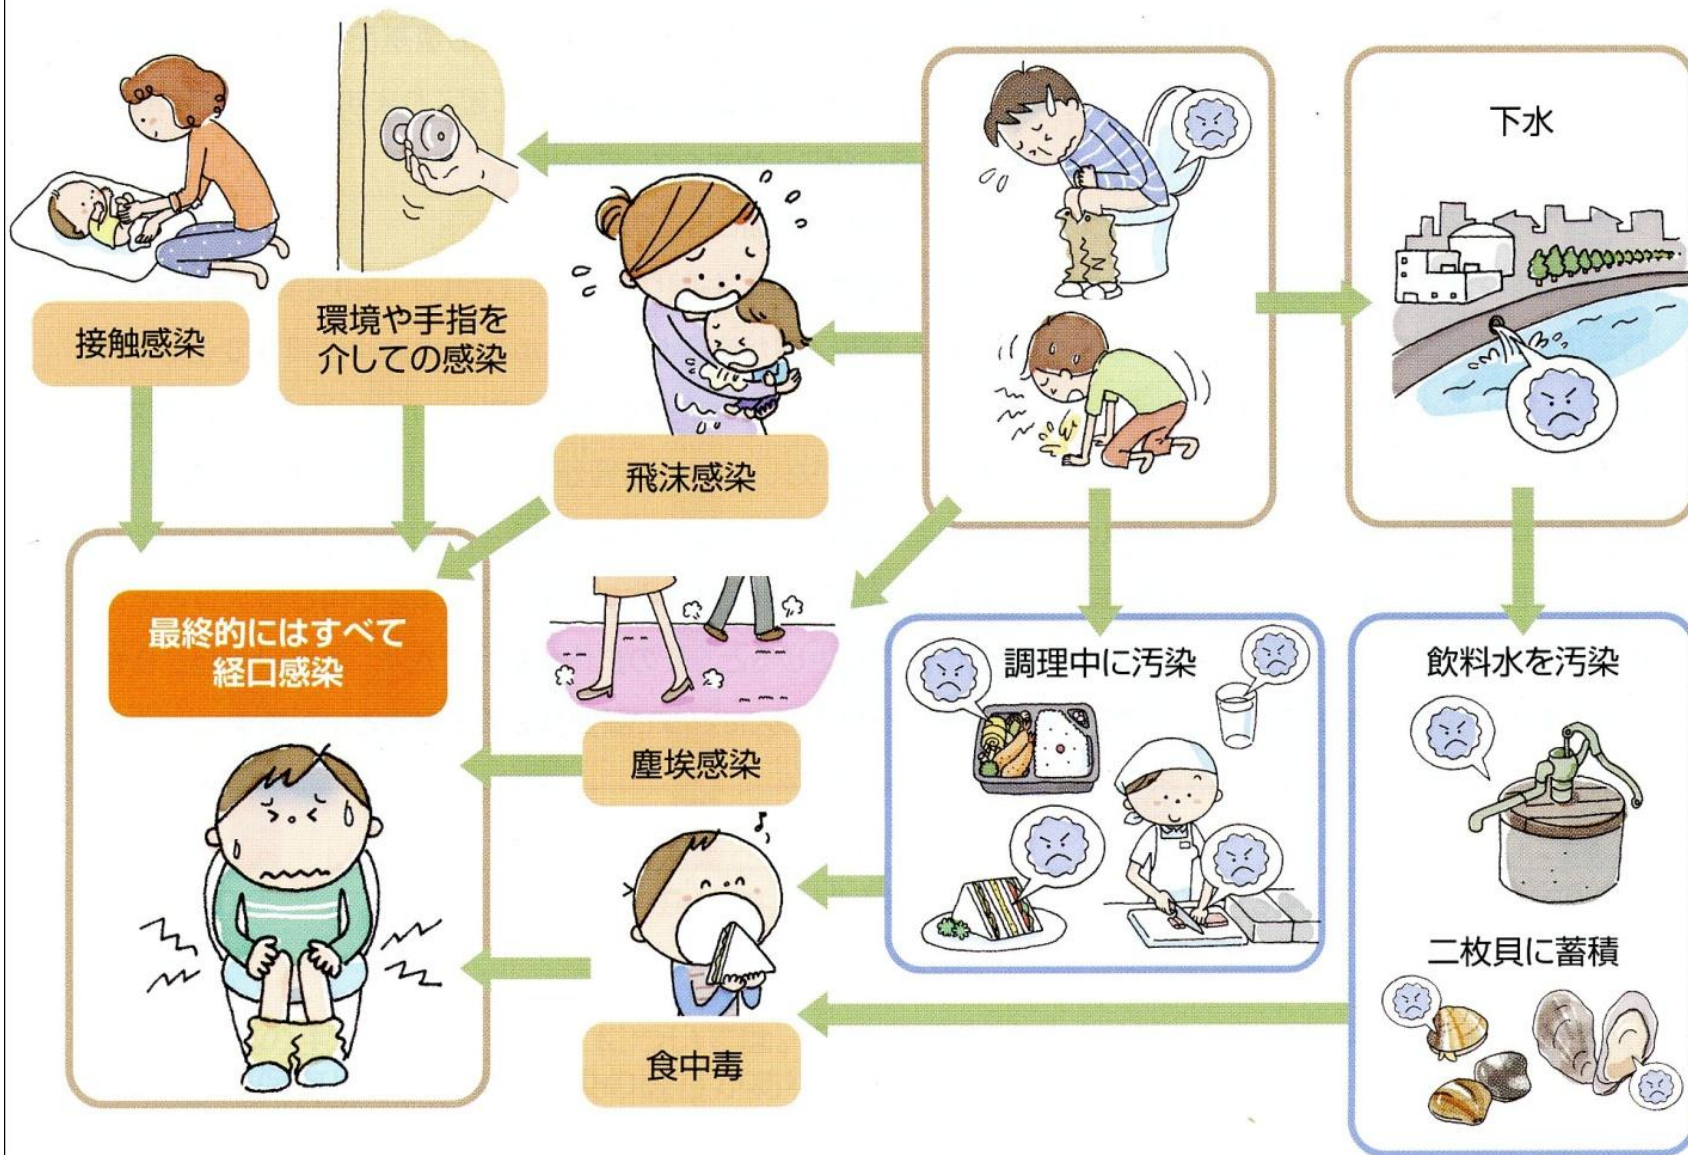 下水
接触感染
環境や手指を
介しての感染
飛沫感染
最終的にはすべて
経口感染
塵埃感染
食中毒
調理中に汚染
飲料水を汚染
二枚貝に蓄積